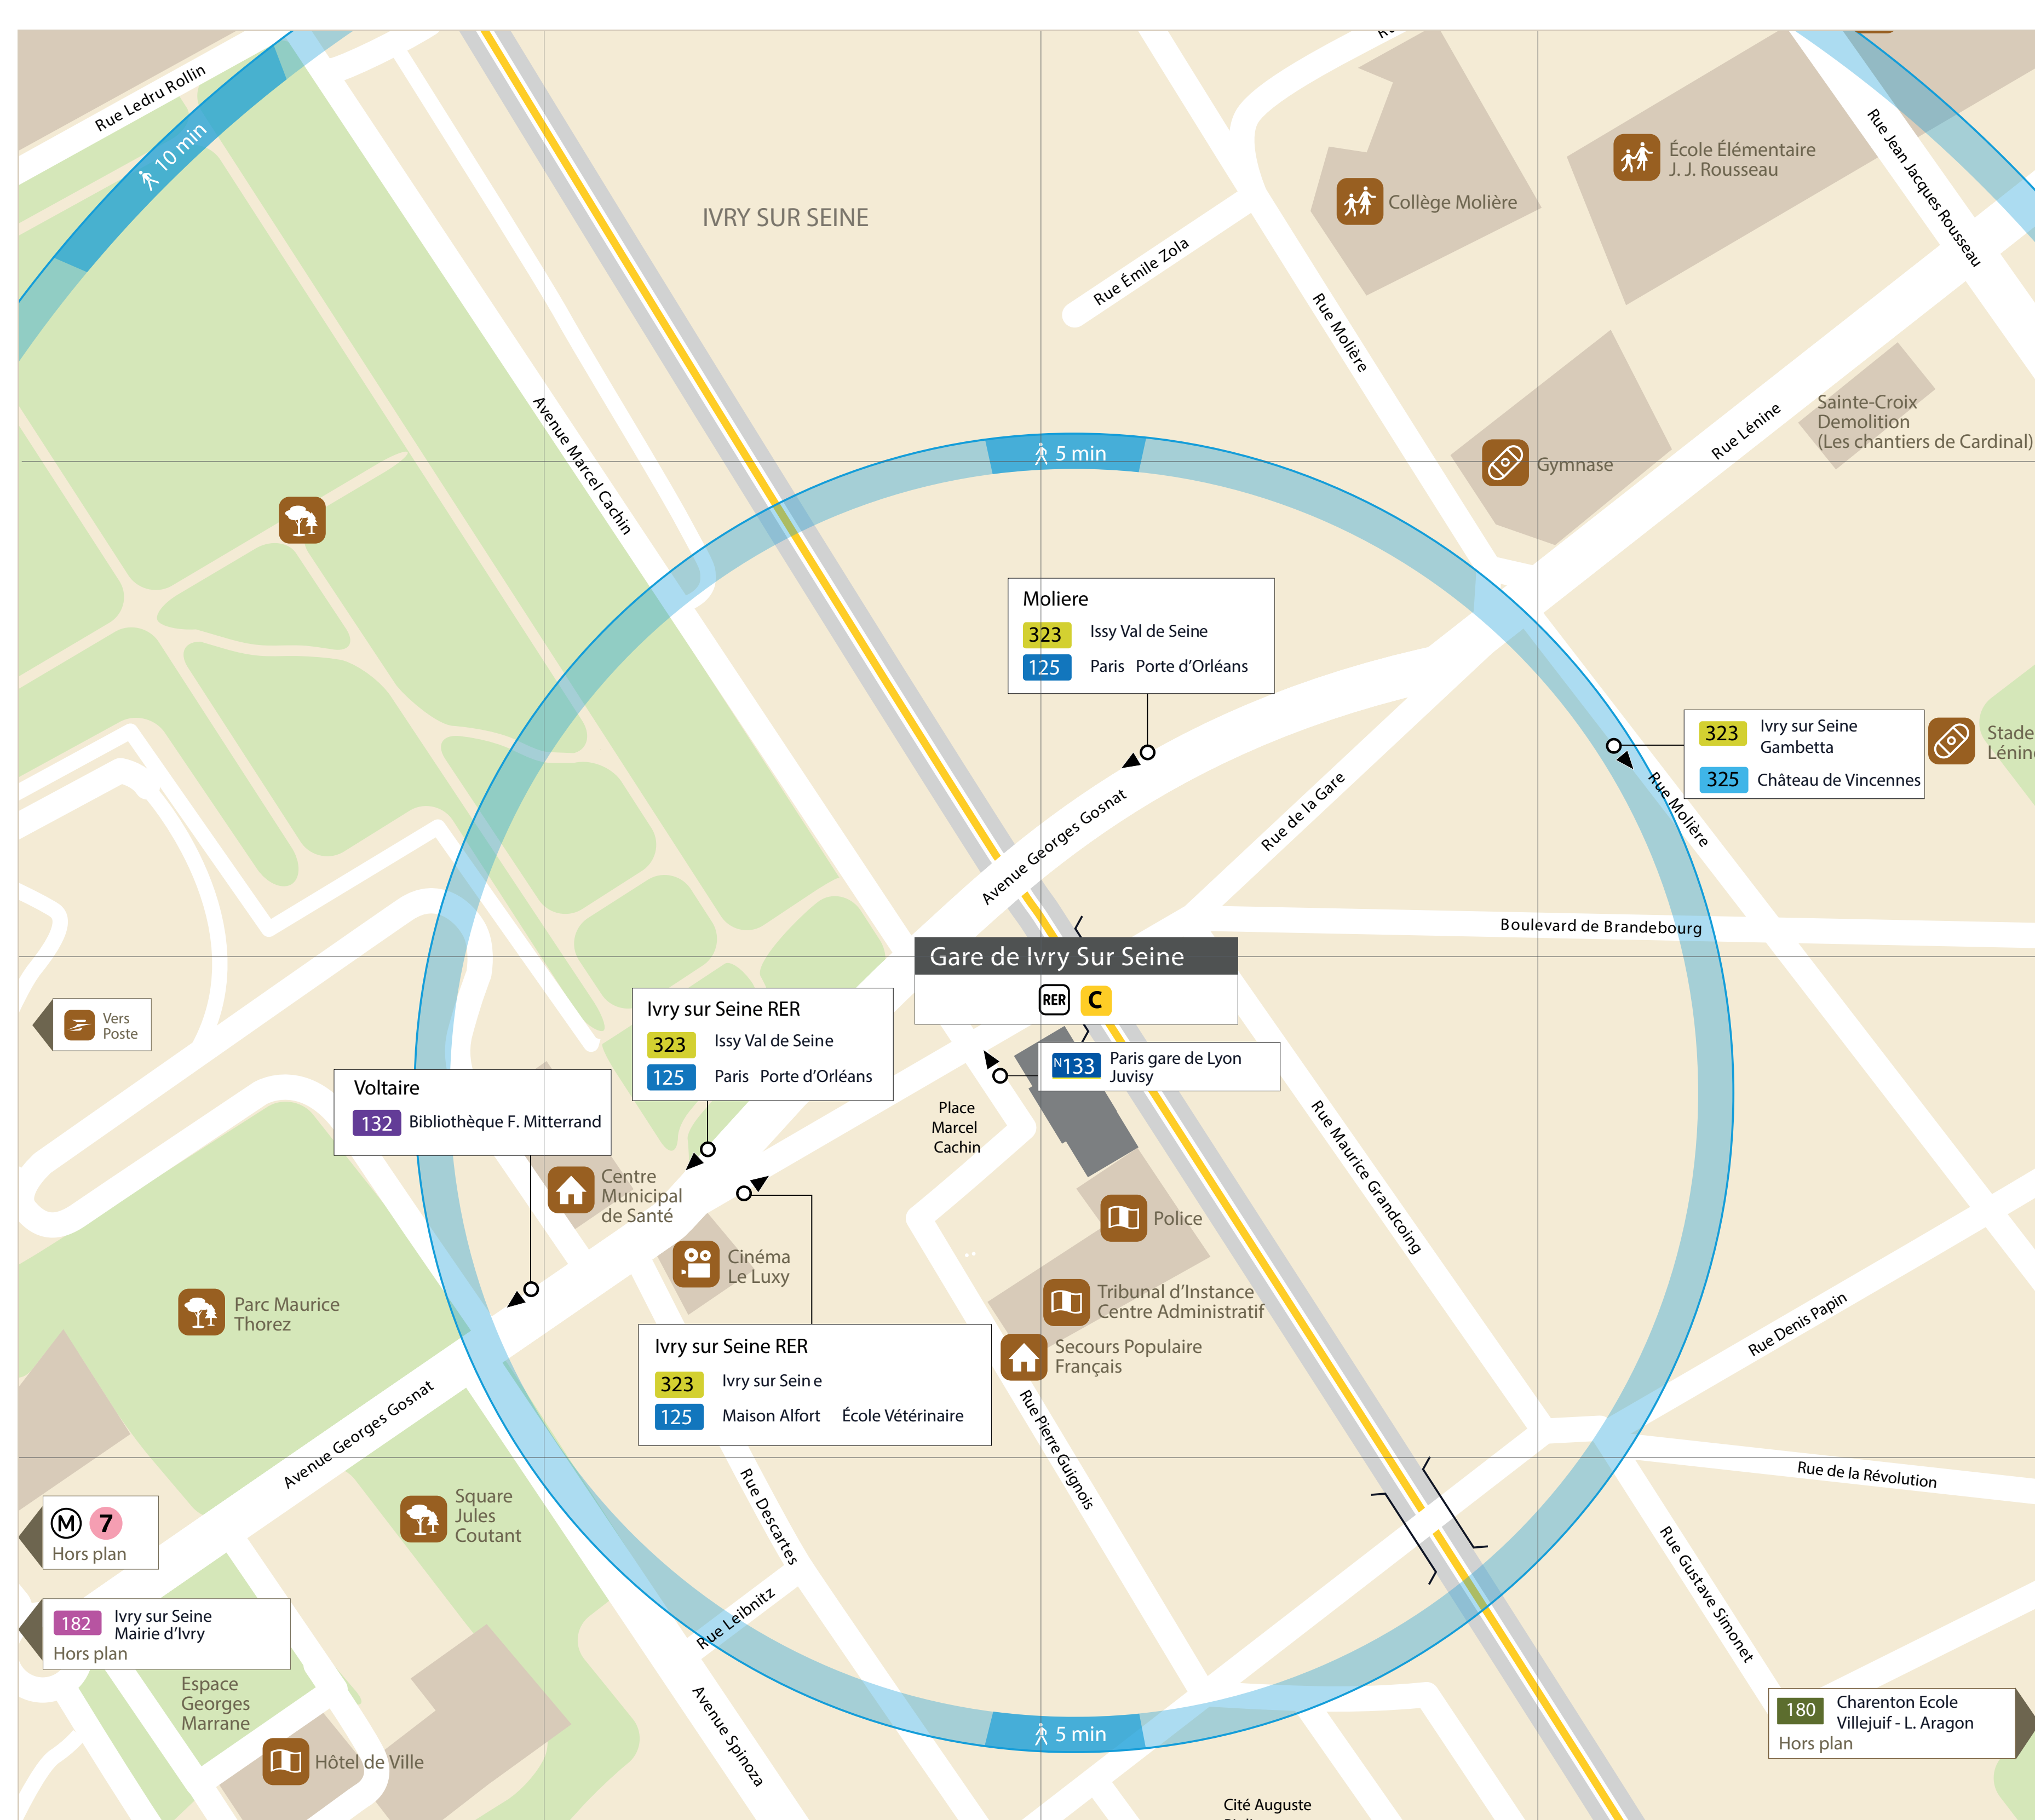 Rue Ledru Rollin
10 min
IVRY SUR SEINE
Collège Molière
École Élémentaire
J. J. Rousseau
Rue Jean Jacques Rousseau
Rue Émile Zola
Rue Molière
Rue Lénine
Sainte-Croix
Demolition
(Les chantiers de Cardinal)
Gymnase
Avenue Marcel Cachin
5 min
Moliere
323 Issy Val de Seine
125 Paris Porte d'Orléans
323 Ivry sur Seine
Gambetta
325 Château de Vincennes
Stade
Rue Molière
Avenue Georges Gosnat
Rue de la Gare
Boulevard de Brandebourg
Gare de Ivry Sur Seine
RER C
Vers
Poste
Ivry sur Seine RER
323 Issy Val de Seine
125 Paris Porte d'Orléans
N133 Paris gare de Lyon
Juvisy
Voltaire
132 Bibliothèque F. Mitterrand
Place
Marcel
Cachin
Rue Maurice Grandcoing
Centre
Municipal
de Santé
Police
Cinéma
Le Luxy
Parc Maurice
Thorez
Tribunal d'Instance
Centre Administratif
Secours Populaire
Français
Rue Denis Papin
Ivry sur Seine RER
323 Ivry sur Seine
125 Maison Alfort École Vétérinaire
Avenue Georges Gosnat
Rue Pierre Guignois
Rue Descartes
Rue de la Révolution
Square
Jules
Coutant
M 7
Hors plan
Rue Leibnitz
Rue Gustave Simonet
182 Ivry sur Seine
Mairie d'Ivry
Hors plan
Espace
Georges
Marrane
Hôtel de Ville
Avenue Spinoza
5 min
180 Charenton Ecole
Villejuif - L. Aragon
Hors plan
Cité Auguste